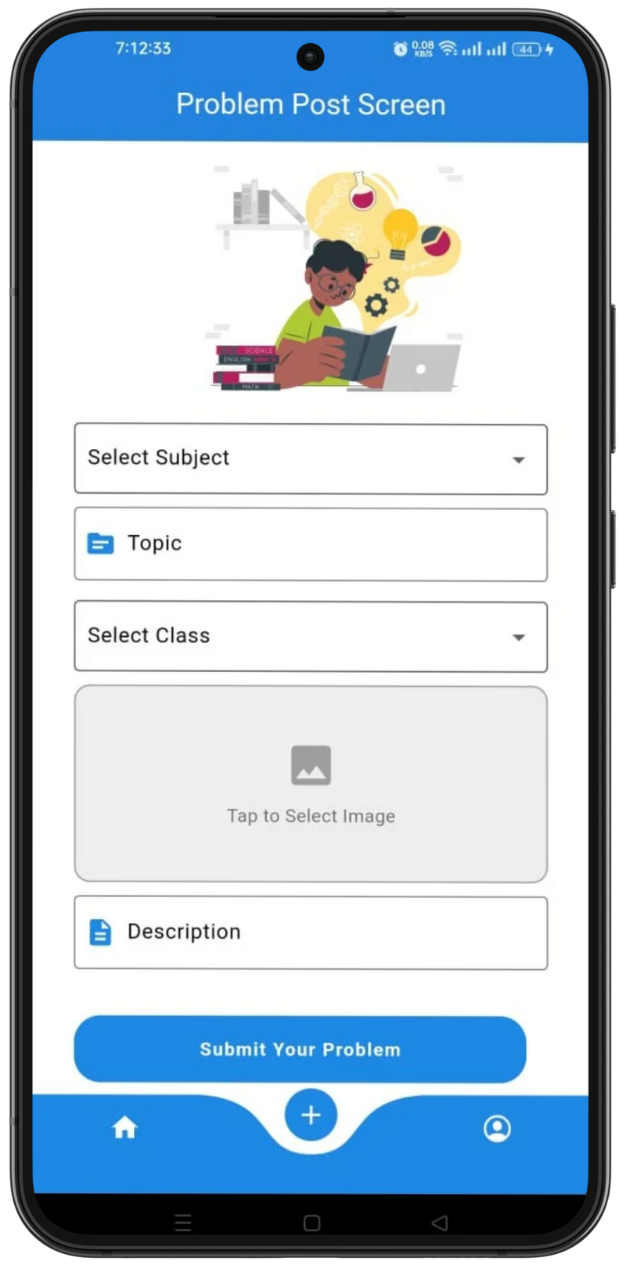 7:12:33
0.08
KB/S
44
Problem Post Screen
SCIENCE
ENGLISH
MATH
Select Subject
Topic
Select Class
Tap to Select Image
Description
Submit Your Problem